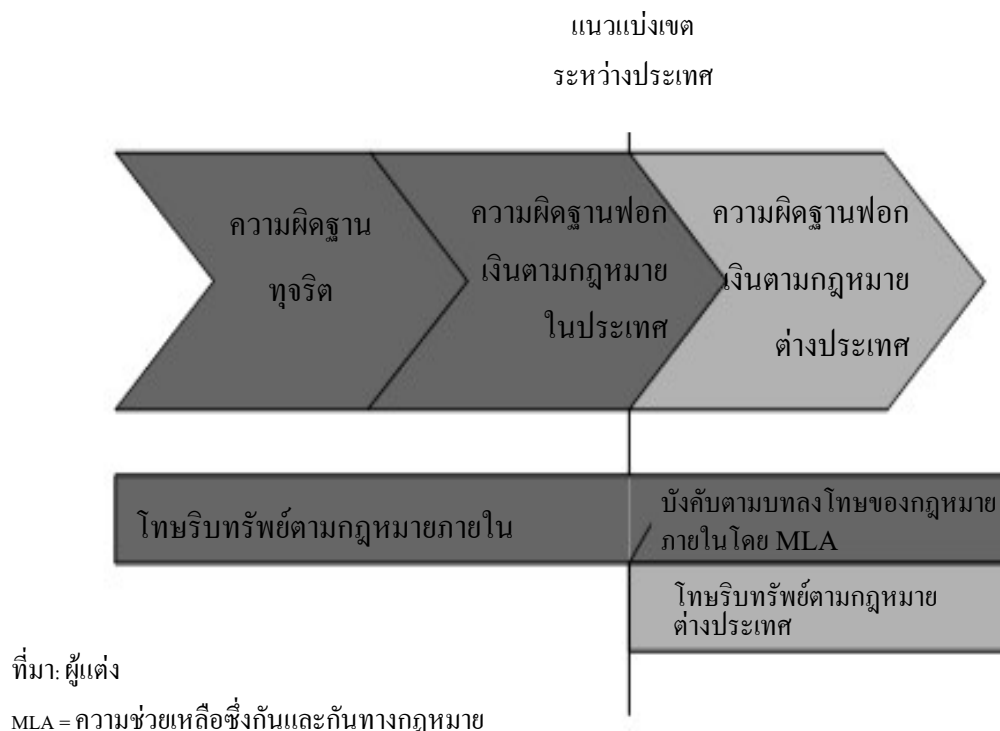 แนวแบ่งเขต
ระหว่างประเทศ
ความผิดฐาน
ทุจริต
ความผิดฐานฟอก
เงินตามกฎหมาย
ในประเทศ
ความผิดฐานฟอก
เงินตามกฎหมาย
ต่างประเทศ
โทษริบทรัพย์ตามกฎหมายภายใน
บังคับตามบทลงโทษของกฎหมาย
ภายในโดย MLA
โทษริบทรัพย์ตามกฎหมาย
ต่างประเทศ
ที่มา: ผู้แต่ง
MLA = ความช่วยเหลือซึ่งกันและกันทางกฎหมาย